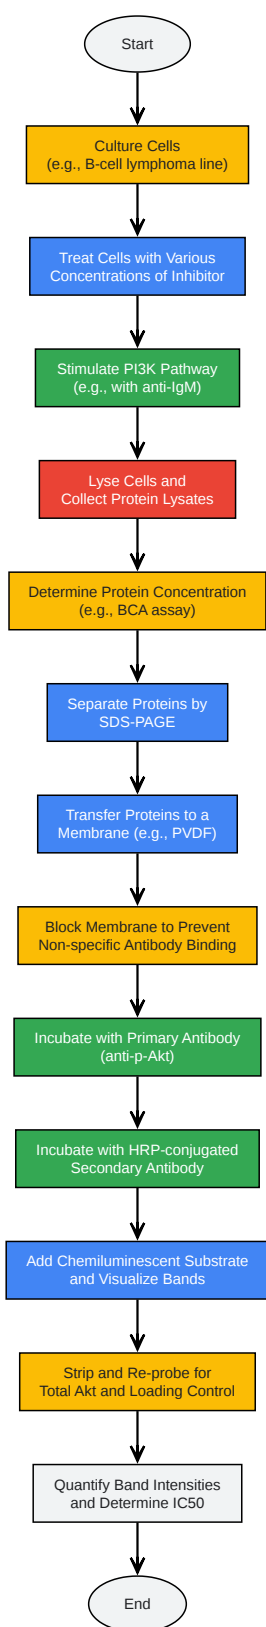 Start
Culture Cells
(e.g., B-cell lymphoma line)
Treat Cells with Various
Concentrations of Inhibitor
Stimulate PI3K Pathway
(e.g., with anti-IgM)
Lyse Cells and
Collect Protein Lysates
Determine Protein Concentration
(e.g., BCA assay)
Separate Proteins by
SDS-PAGE
Transfer Proteins to a
Membrane (e.g., PVDF)
Block Membrane to Prevent
Non-specific Antibody Binding
Incubate with Primary Antibody
(anti-p-Akt)
Incubate with HRP-conjugated
Secondary Antibody
Add Chemiluminescent Substrate
and Visualize Bands
Strip and Re-probe for
Total Akt and Loading Control
Quantify Band Intensities
and Determine IC50
End